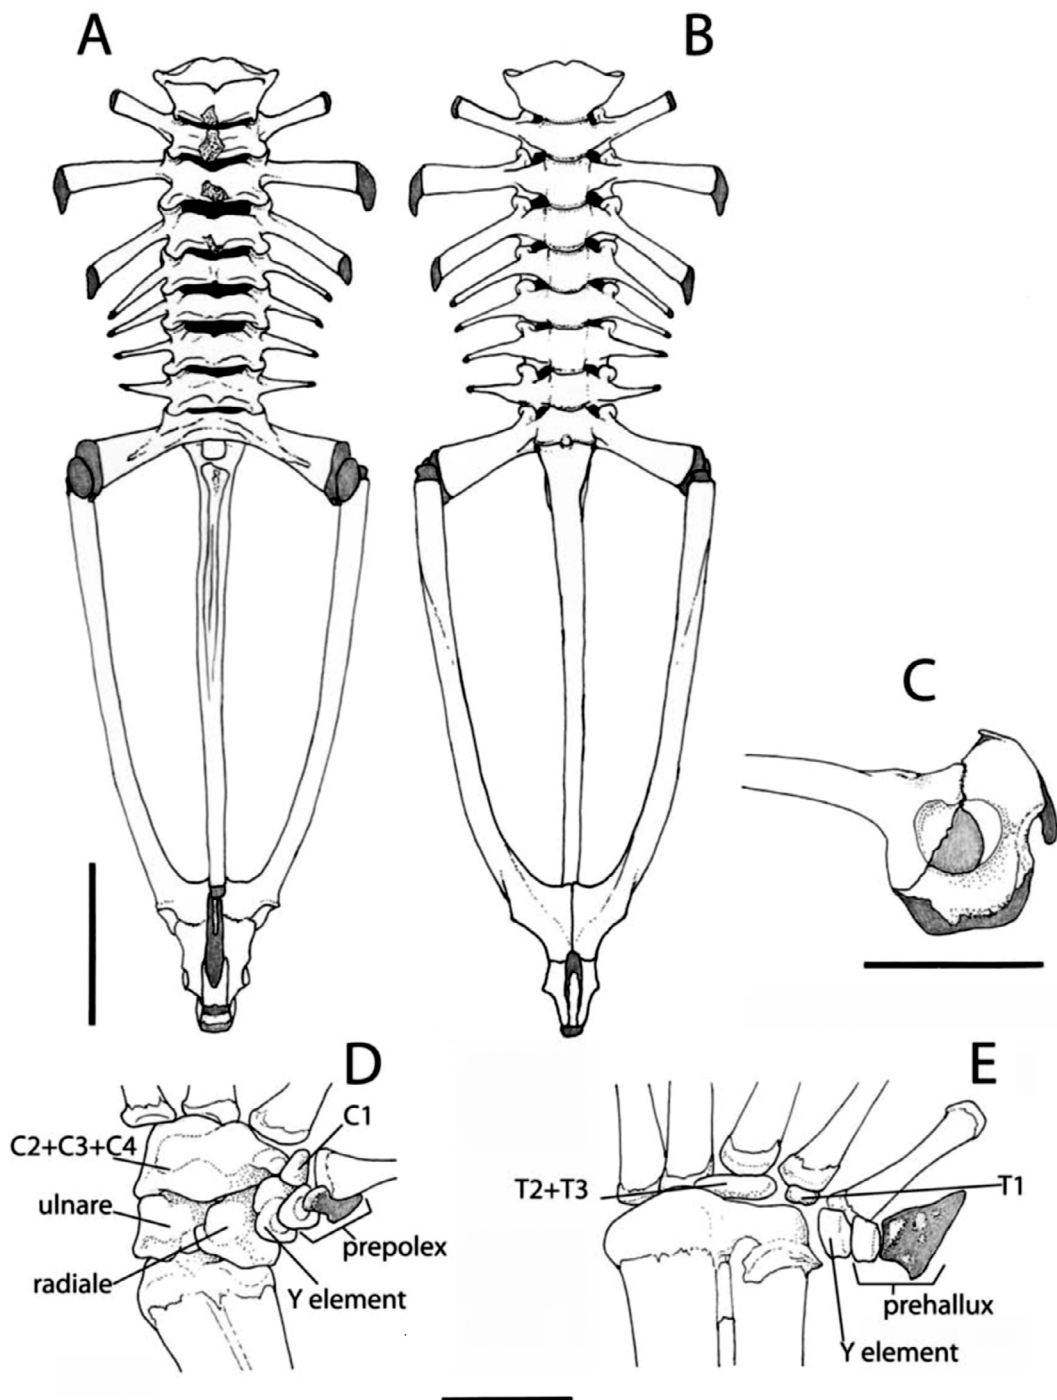 A
B
C
D
E
C1
C2+C3+C4
ulnare
radiale
prepolex
Y element
T2+T3
T1
prehallux
Y element